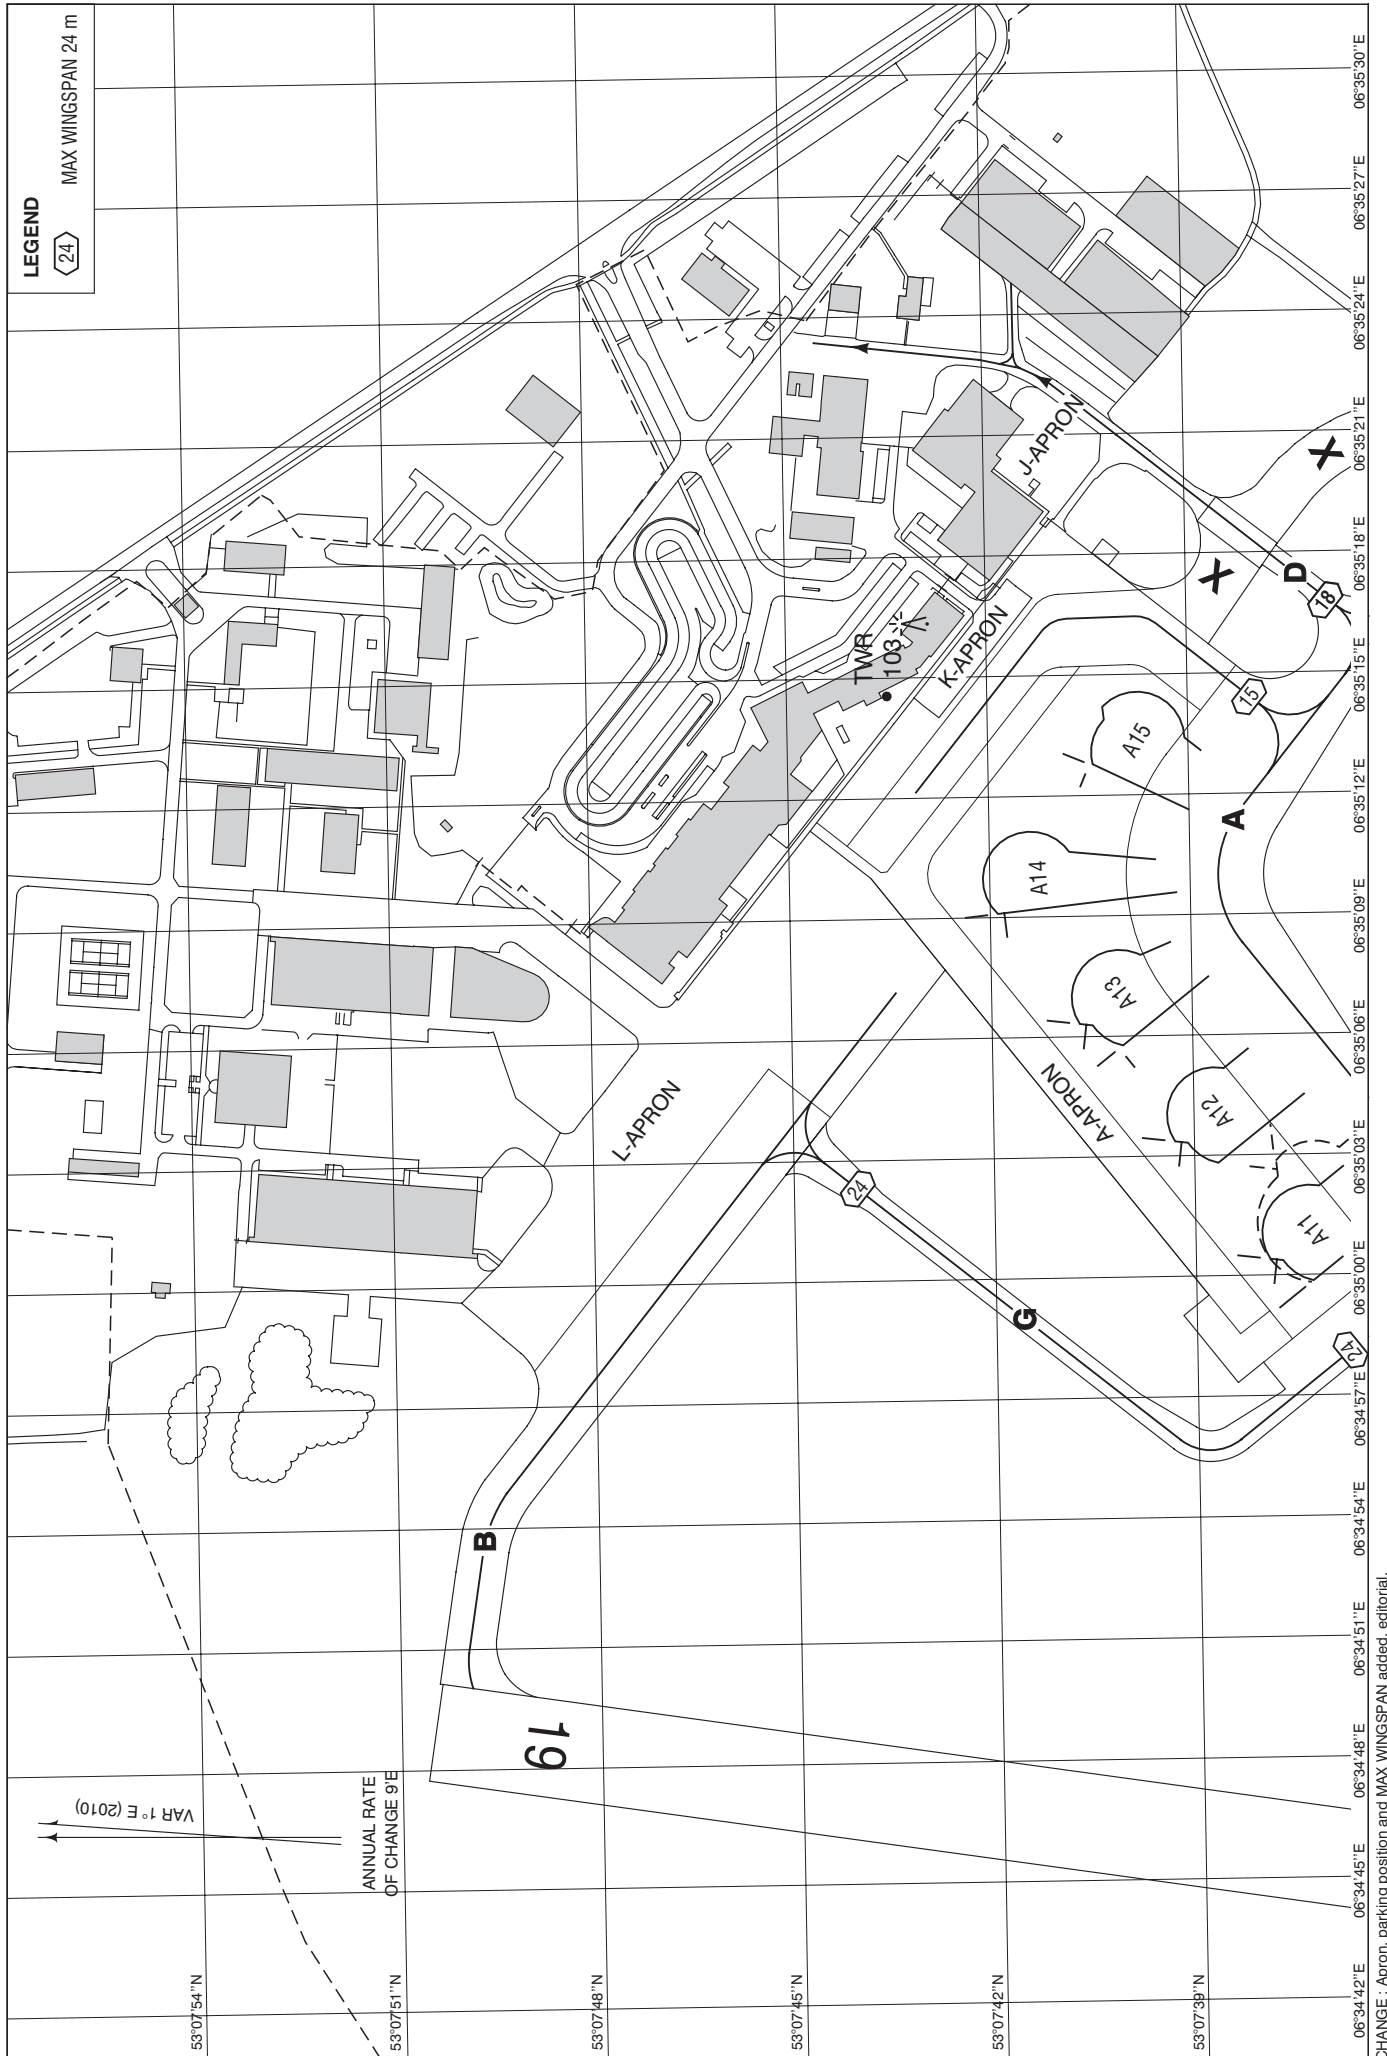 LEGEND
24 MAX WINGSPAN 24 m
VAR 1° E (2010)
ANNUAL RATE
OF CHANGE 9'E
19
B
L-APRON
24
G
24
TWR
103
K-APRON
J-APRON
A-APRON
A11
A12
A13
A14
A15
A
15
D
18
X
X
53°07'54"N
53°07'51"N
53°07'48"N
53°07'45"N
53°07'42"N
53°07'39"N
06°34'42"E
06°34'45"E
06°34'48"E
06°34'51"E
06°34'54"E
06°34'57"E
06°35'00"E
06°35'03"E
06°35'06"E
06°35'09"E
06°35'12"E
06°35'15"E
06°35'18"E
06°35'21"E
06°35'24"E
06°35'27"E
06°35'30"E
CHANGE : Apron, parking position and MAX WINGSPAN added, editorial.